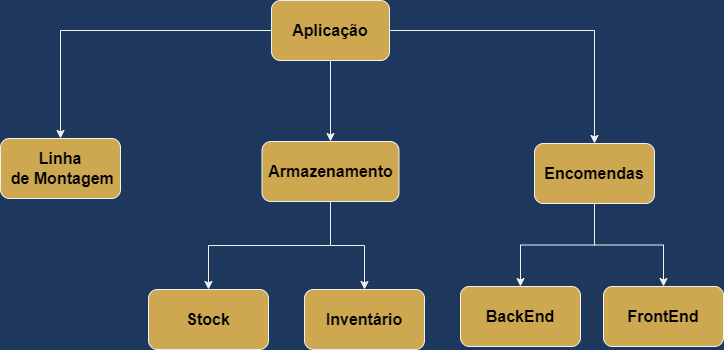 Aplicação
Linha
de Montagem
Armazenamento
Encomendas
Stock
Inventário
BackEnd
FrontEnd